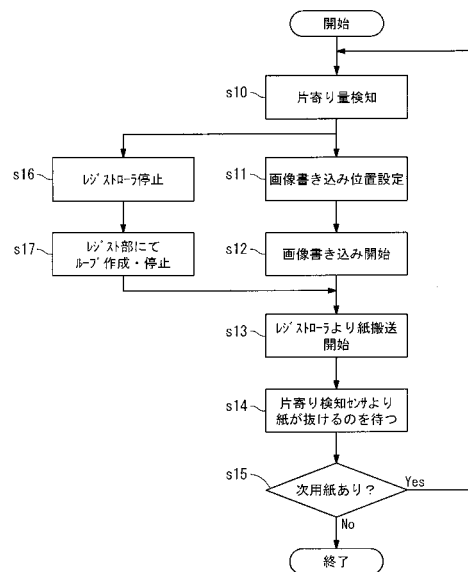 開始
s10
片寄り量検知
s16
ﾚｼﾞｽﾄﾛｰﾗ停止
s11
画像書き込み位置設定
s17
ﾚｼﾞｽﾄ部にて
ﾙｰﾌﾟ作成・停止
s12
画像書き込み開始
s13
ﾚｼﾞｽﾄﾛｰﾗより紙搬送
開始
s14
片寄り検知ｾﾝｻより
紙が抜けるのを待つ
s15
次用紙あり？
Yes
No
終了